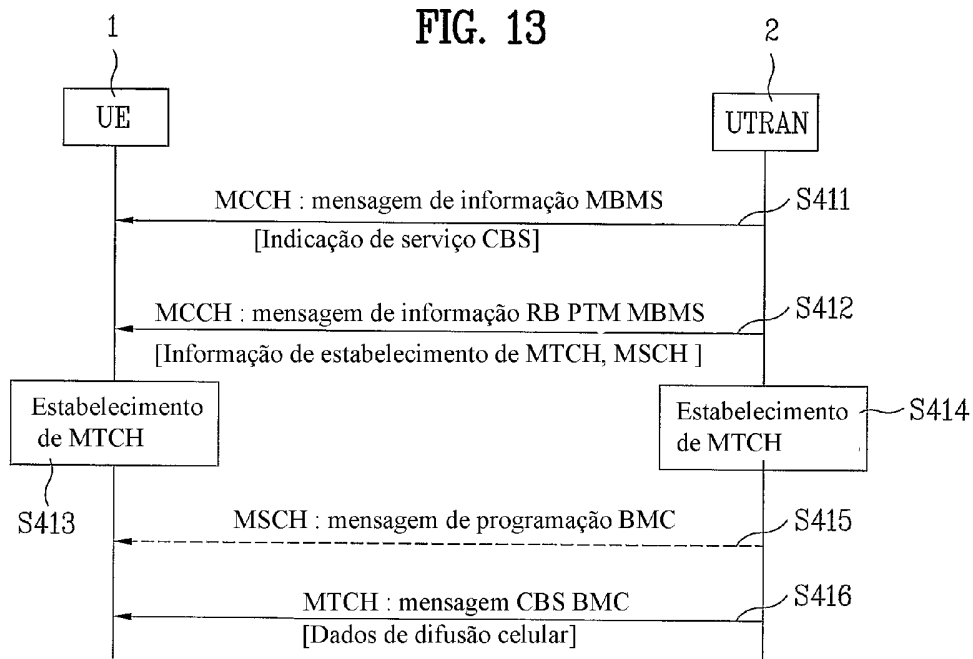 FIG. 13
1
2
UE
UTRAN
MCCH : mensagem de informação MBMS
S411
[Indicação de serviço CBS]
MCCH : mensagem de informação RB PTM MBMS
S412
[Informação de estabelecimento de MTCH, MSCH ]
Estabelecimento
de MTCH
S413
Estabelecimento
de MTCH
S414
MSCH : mensagem de programação BMC
S415
MTCH : mensagem CBS BMC
S416
[Dados de difusão celular]